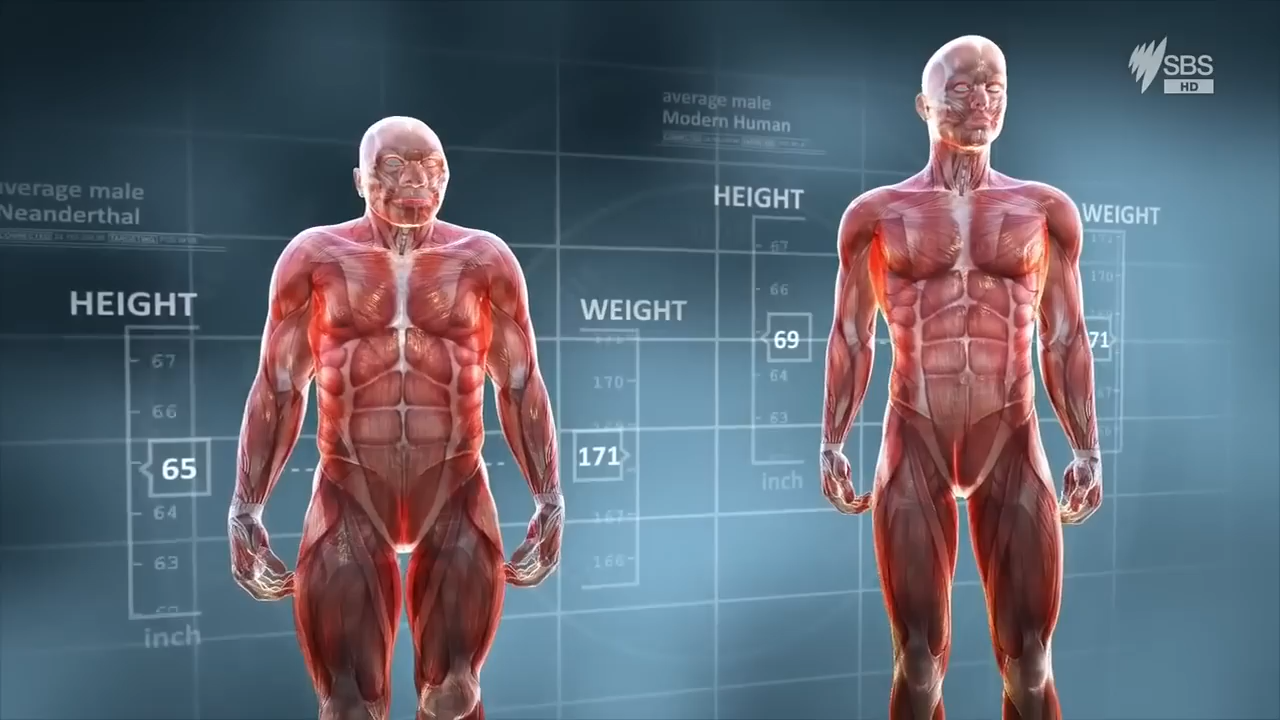 SBS
HD
average male
Modern Human
average male
Neanderthal
HEIGHT
67
66
69
64
63
inch
WEIGHT
170
71
HEIGHT
67
66
65
64
63
inch
WEIGHT
170
171
167
166